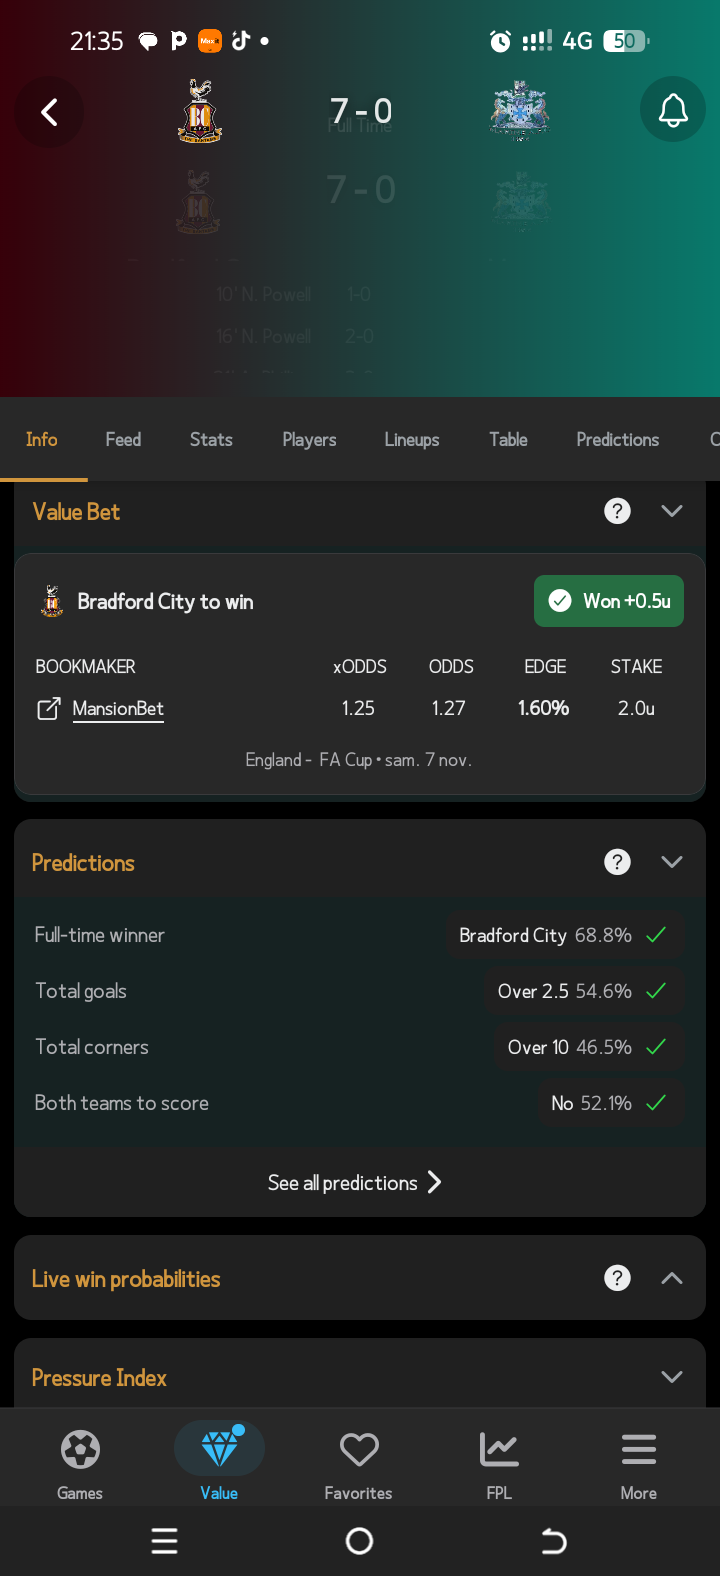 21:35
4G
50
7 - 0
Full Time
7 - 0
10' N. Powell 1-0
16' N. Powell 2-0
Info Feed Stats Players Lineups Table Predictions
Value Bet ?
Bradford City to win Won +0.5u
BOOKMAKER xODDS ODDS EDGE STAKE
MansionBet 1.25 1.27 1.60% 2.0u
England - FA Cup • sam. 7 nov.
Predictions ?
Full-time winner Bradford City 68.8%
Total goals Over 2.5 54.6%
Total corners Over 10 46.5%
Both teams to score No 52.1%
See all predictions
Live win probabilities ?
Pressure Index
Games Value Favorites FPL More